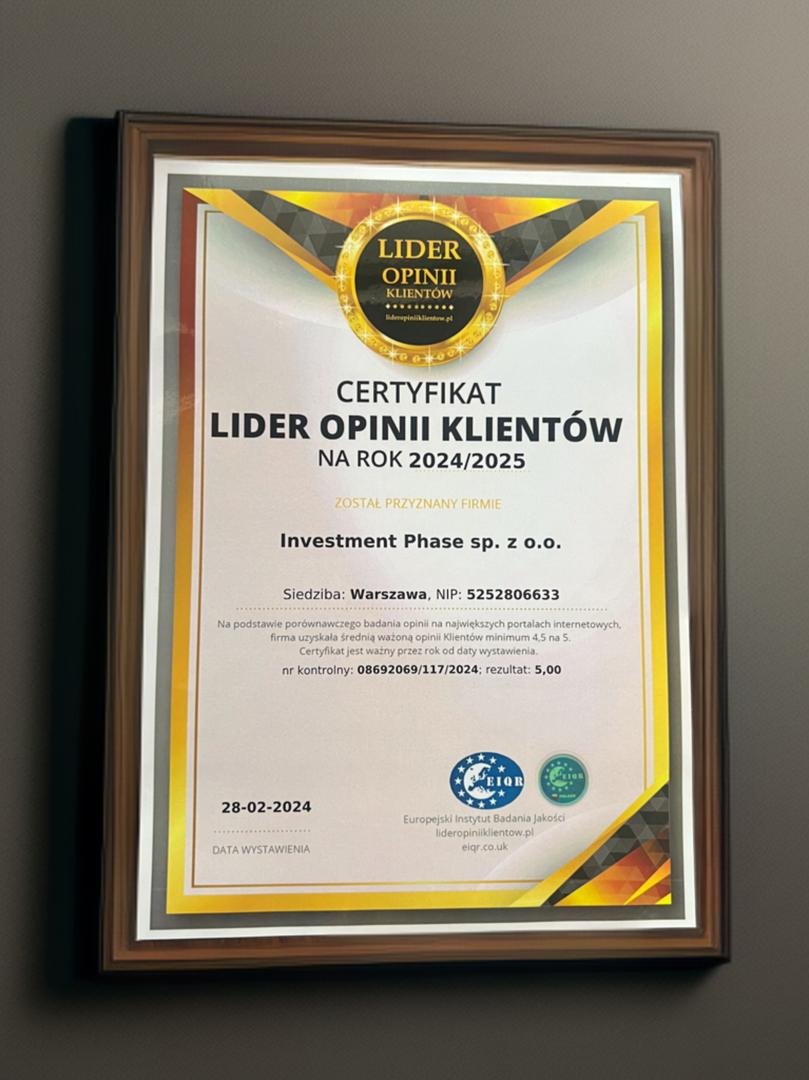 LIDER
OPINII
KLIENTÓW
lideropiniiklientow.pl
CERTYFIKAT
LIDER OPINII KLIENTÓW
NA ROK 2024/2025
ZOSTAŁ PRZYZNANY FIRMIE
Investment Phase sp. z o.o.
Siedziba: Warszawa, NIP: 5252806633
Na podstawie porównawczego badania opinii na największych portalach internetowych,
firma uzyskała średnią ważoną opinii Klientów minimum 4,5 na 5.
Certyfikat jest ważny przez rok od daty wystawienia.
nr kontrolny: 08692069/117/2024; rezultat: 5,00
EIQR
EIQR
28-02-2024
Europejski Instytut Badania Jakości
lideropiniiklientow.pl
DATA WYSTAWIENIA
eiqr.co.uk